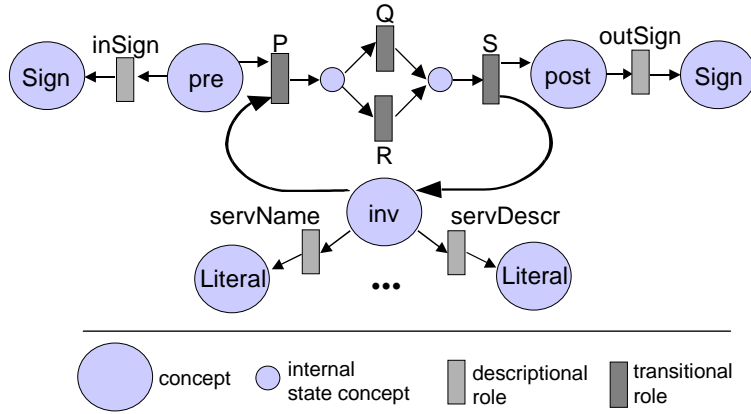 P
Q
S
inSign
outSign
Sign
pre
post
Sign
R
inv
servName
servDescr
Literal
...
Literal
concept
internal
state concept
descriptional
role
transitional
role